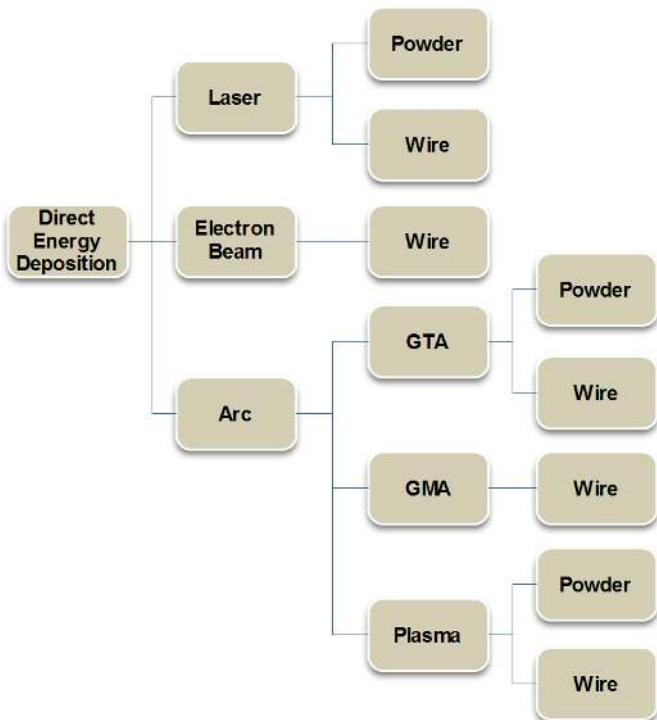 Direct
Energy
Deposition
Laser
Powder
Wire
Electron
Beam
Wire
Arc
GTA
Powder
Wire
GMA
Wire
Plasma
Powder
Wire